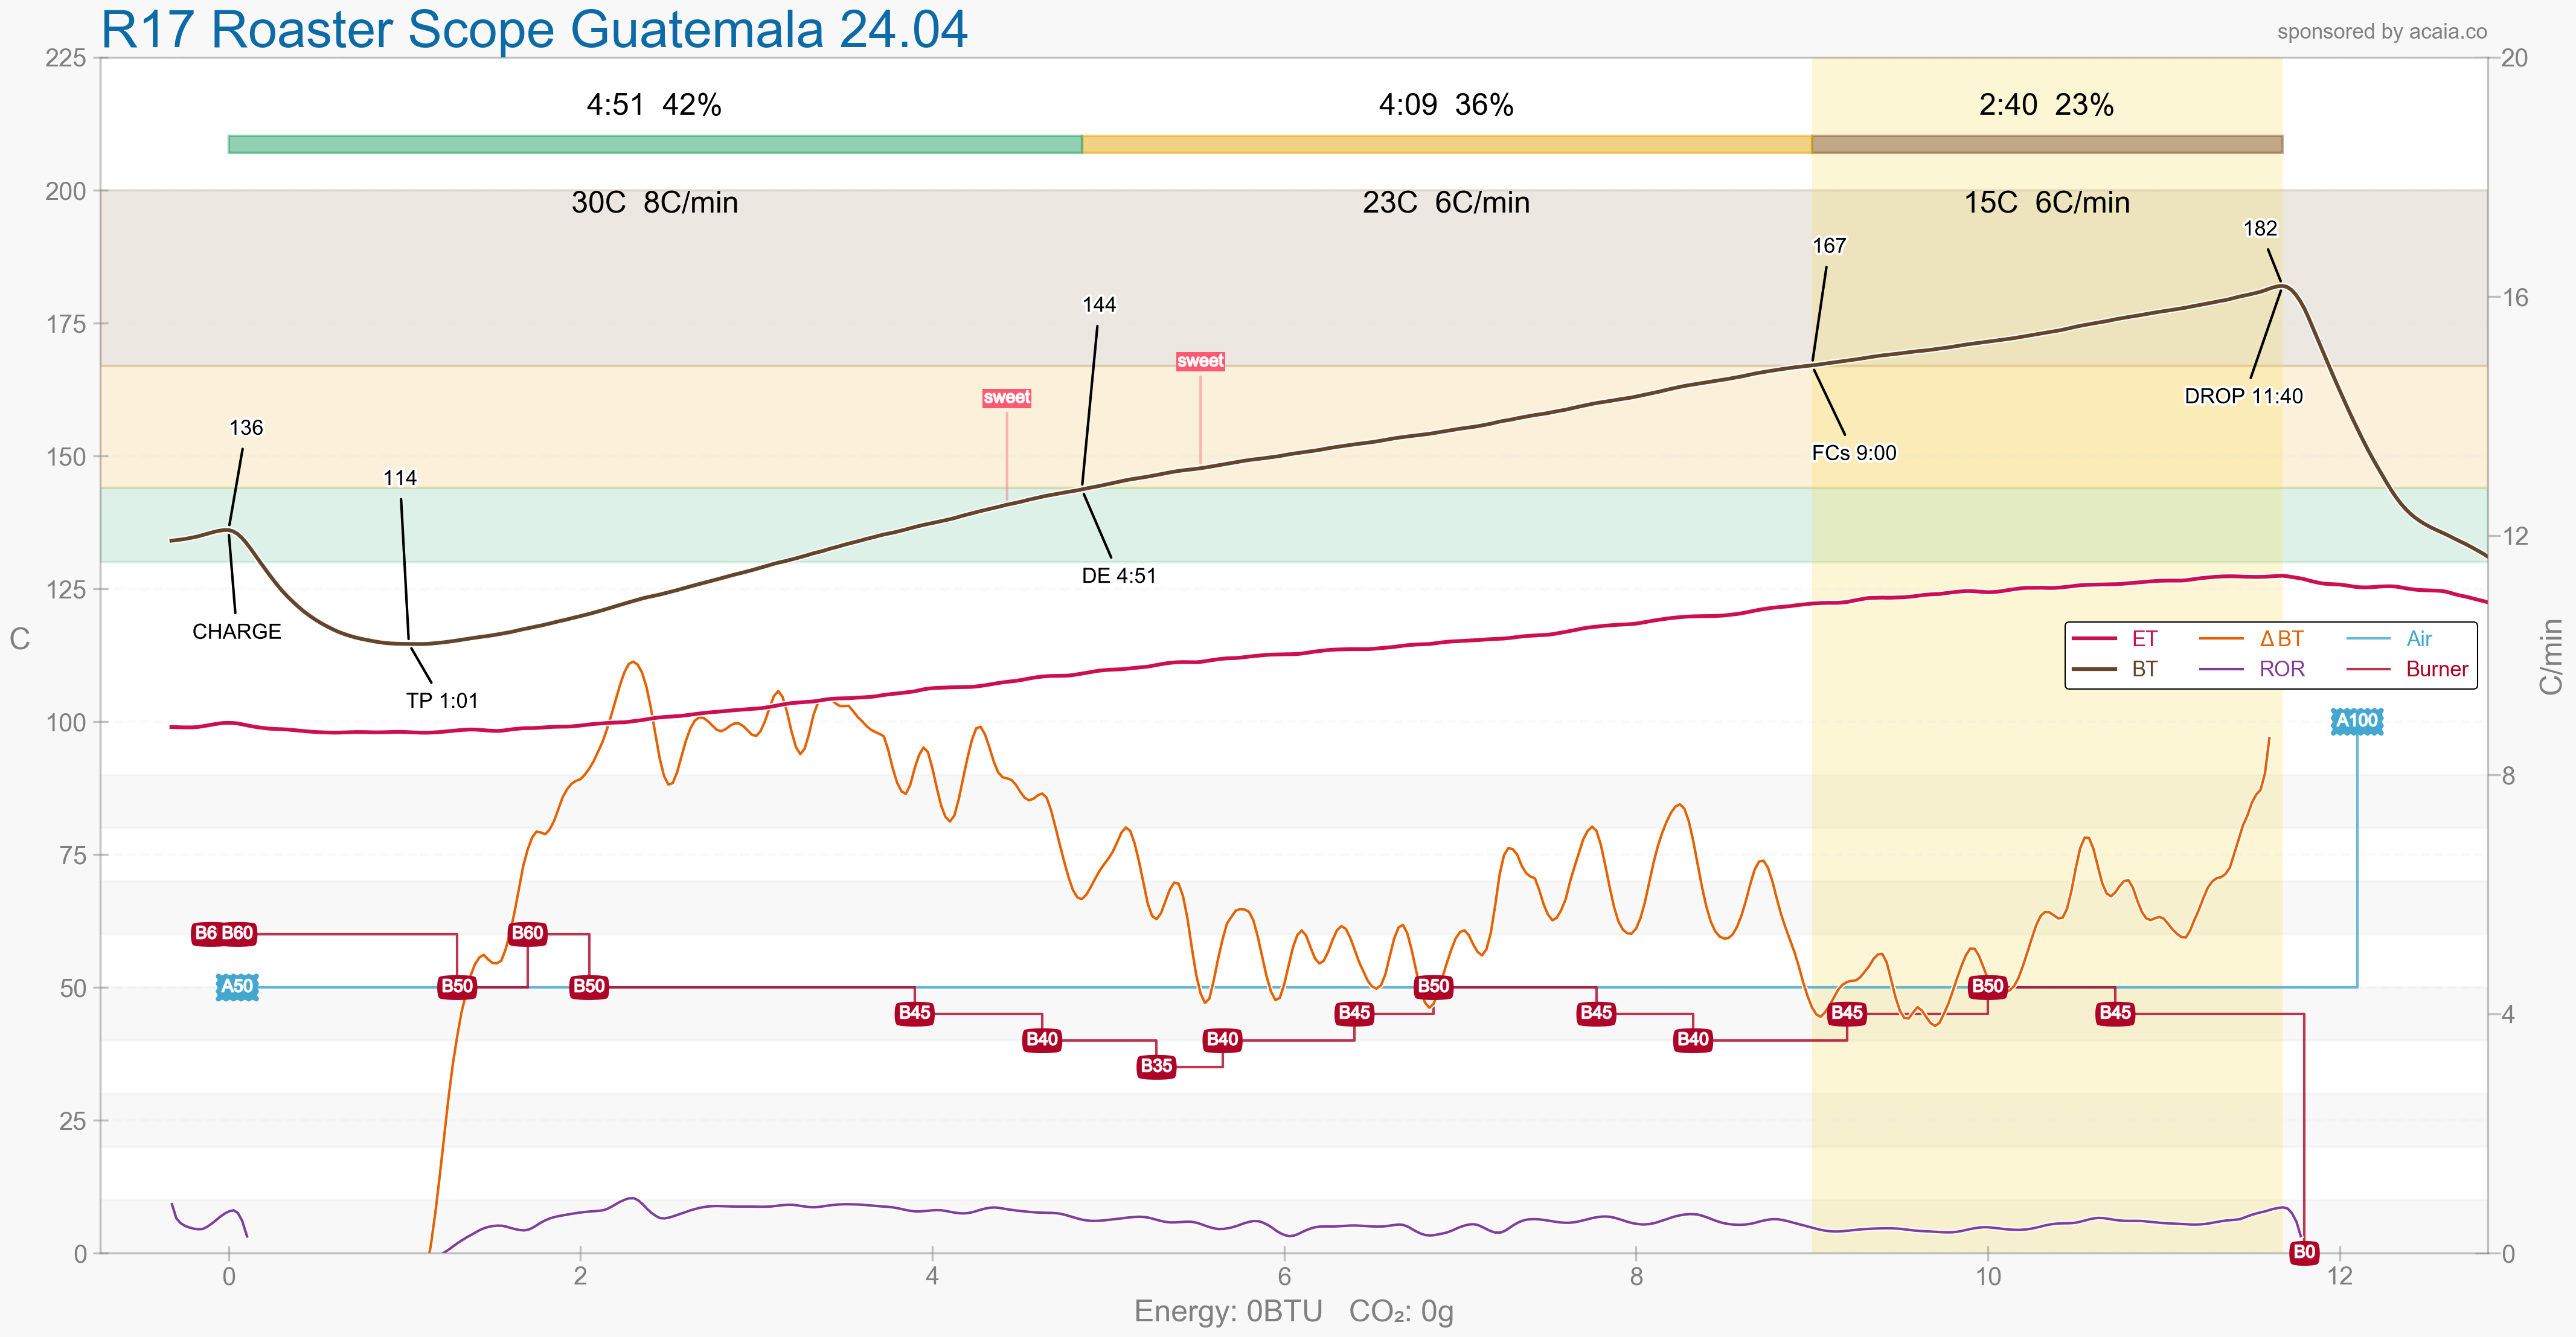 R17 Roaster Scope Guatemala 24.04
sponsored by acaia.co
225
20
4:51 42%
4:09 36%
2:40 23%
200
30C 8C/min
23C 6C/min
15C 6C/min
182
167
16
144
175
sweet
sweet
DROP 11:40
136
FCs 9:00
150
114
12
DE 4:51
125
CHARGE
C
C/min
ET
Δ BT
Air
BT
ROR
Burner
TP 1:01
100
A100
8
75
B6
B60
B60
50
A50
B50
B50
B50
B50
B45
B45
B45
B45
B45
4
B40
B40
B40
B35
25
0
B0
0
0
2
4
6
8
10
12
Energy: 0BTU CO₂: 0g